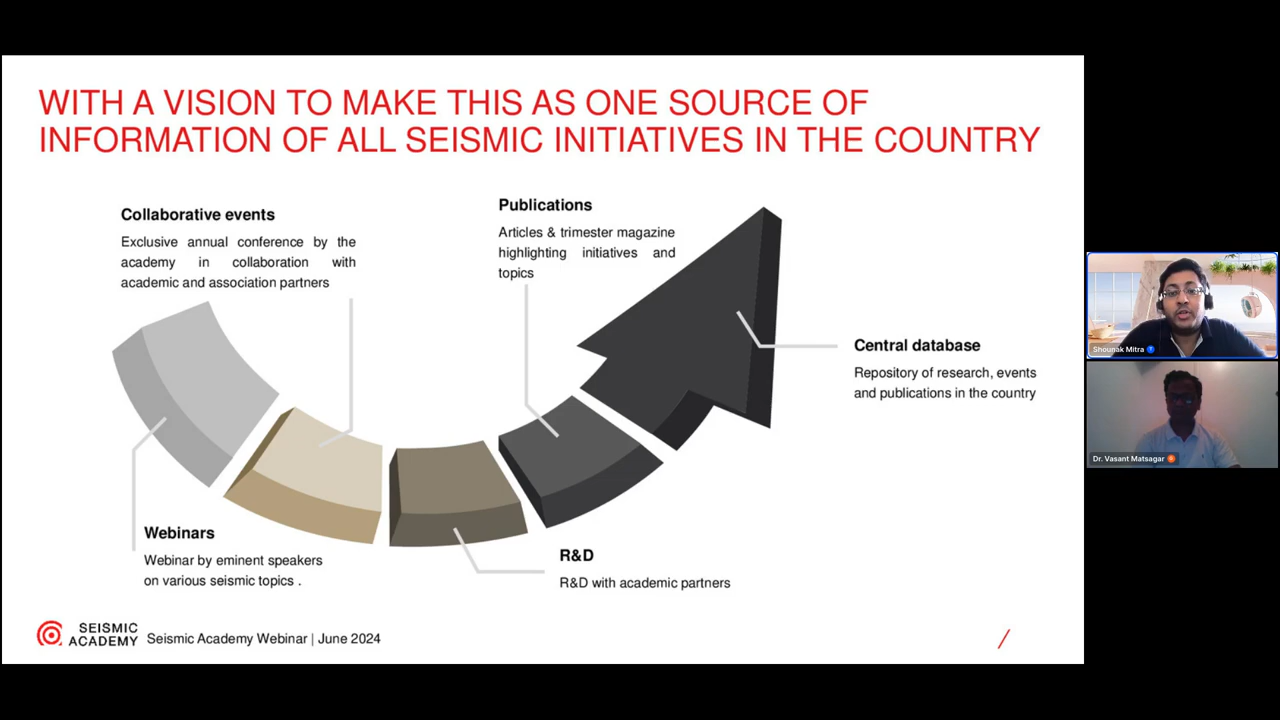 WITH A VISION TO MAKE THIS AS ONE SOURCE OF
INFORMATION OF ALL SEISMIC INITIATIVES IN THE COUNTRY
Collaborative events
Exclusive annual conference by the
academy in collaboration with
academic and association partners
Publications
Articles & trimester magazine
highlighting initiatives and
topics
Central database
Repository of research, events
and publications in the country
Webinars
Webinar by eminent speakers
on various seismic topics .
R&D
R&D with academic partners
SEISMIC
ACADEMY
Seismic Academy Webinar | June 2024
Shounak Mitra
Dr. Vasant Matsagar